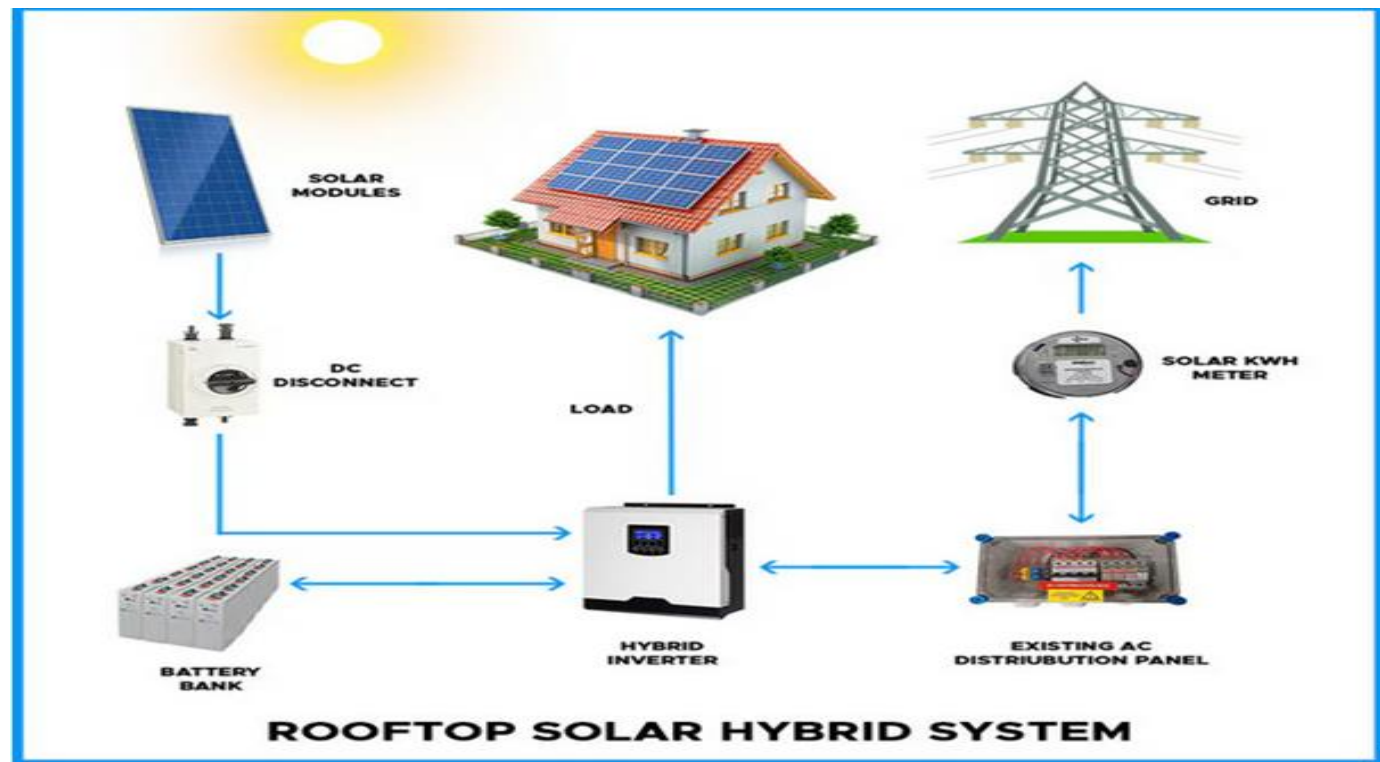 SOLAR
MODULES
GRID
DC
DISCONNECT
SOLAR KWH
METER
LOAD
HYBRID
INVERTER
EXISTING AC
DISTRIUBUTION PANEL
BATTERY
BANK
ROOFTOP SOLAR HYBRID SYSTEM